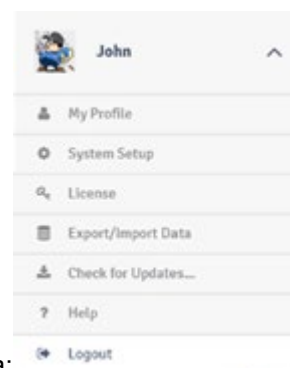 John
My Profile
System Setup
License
Export/Import Data
Check for Updates...
? Help
Logout